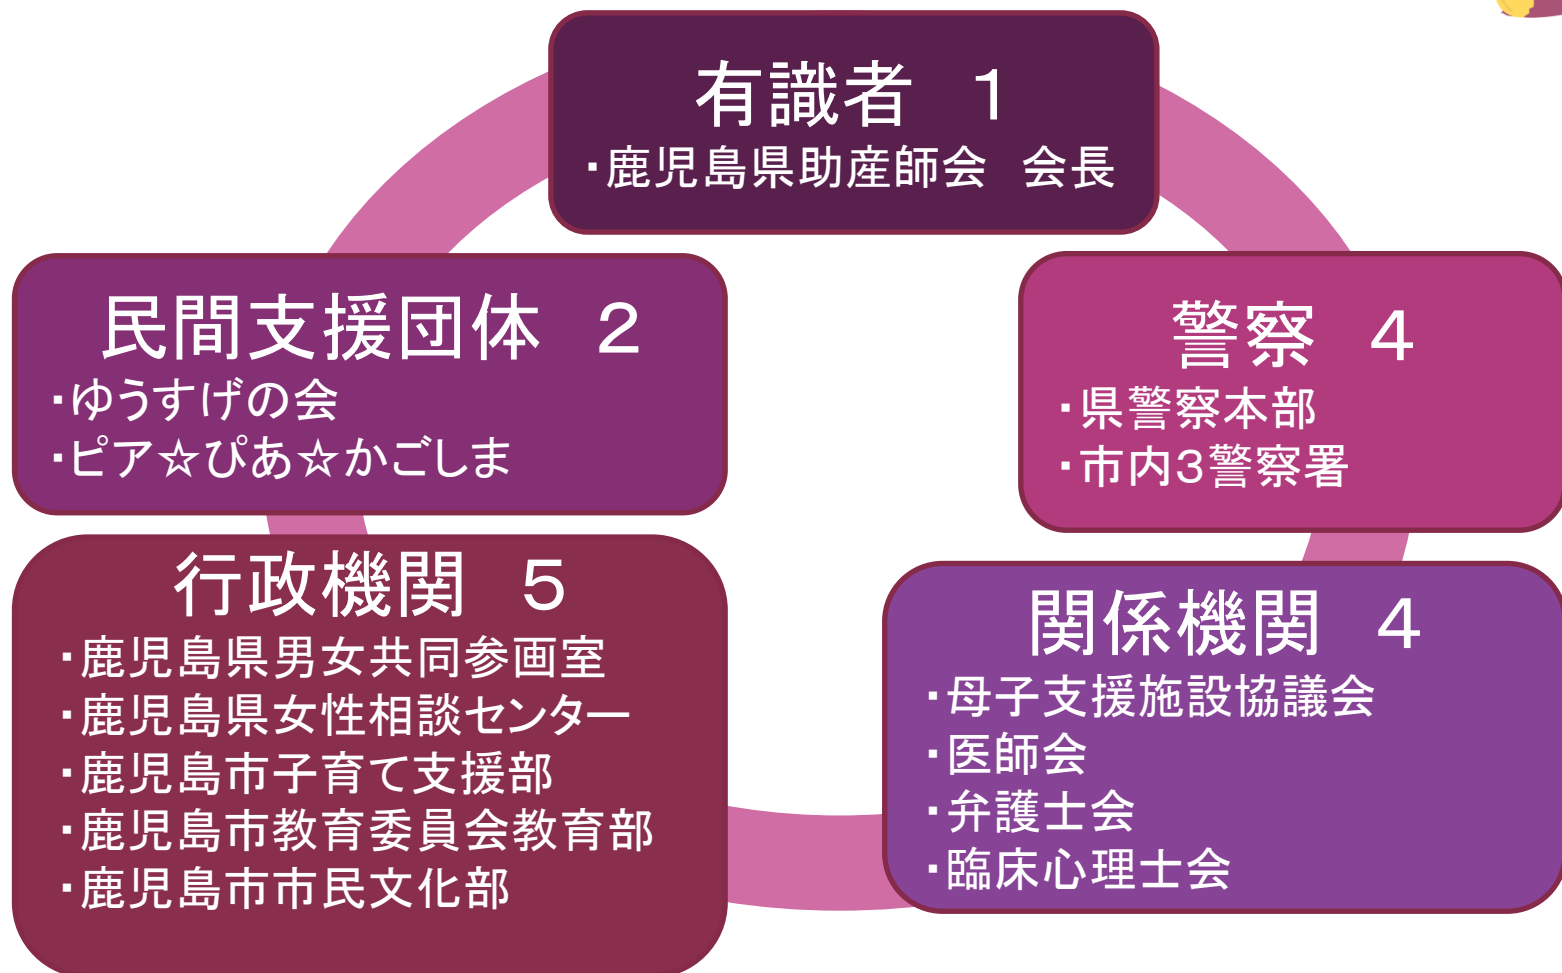 有識者　１
・鹿児島県助産師会　会長
民間支援団体　２
・ゆうすげの会
・ピア☆ぴあ☆かごしま
警察　４
・県警察本部
・市内３警察署
行政機関　５
・鹿児島県男女共同参画室
・鹿児島県女性相談センター
・鹿児島市子育て支援部
・鹿児島市教育委員会教育部
・鹿児島市市民文化部
関係機関　４
・母子支援施設協議会
・医師会
・弁護士会
・臨床心理士会